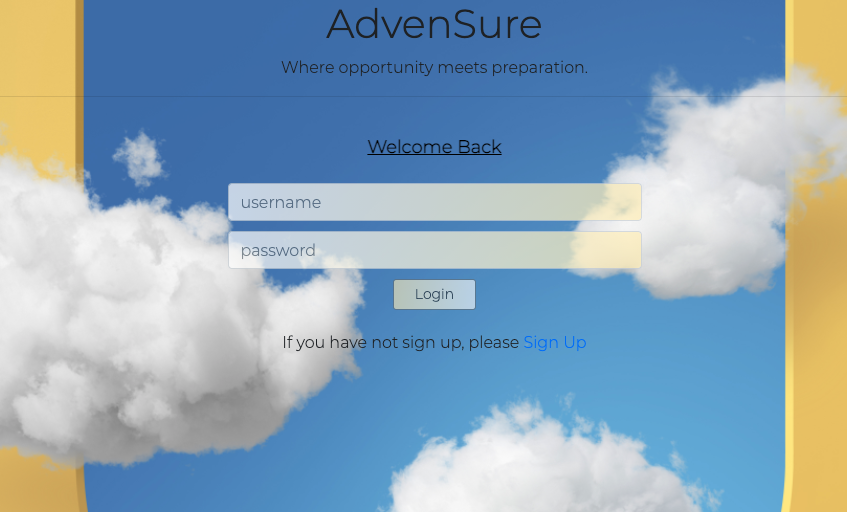 AdvenSure
Where opportunity meets preparation.
Welcome Back
username
password
Login
If you have not sign up, please Sign Up